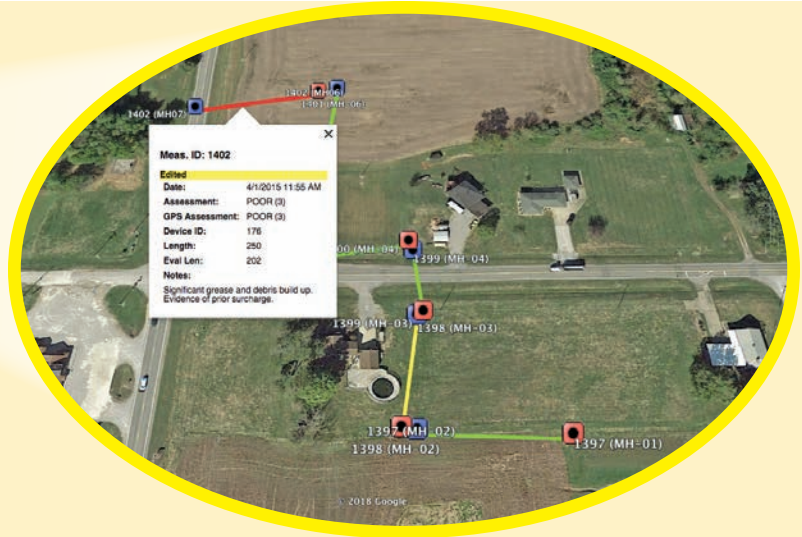 1402 (MH06)
1401 (MH-06)
1402 (MH07)
Meas. ID: 1402
Edited
Date: 4/1/2015 11:55 AM
Assessment: POOR (3)
GPS Assessment: POOR (3)
Device ID: 176
Length: 250
Eval Len: 202
Notes:
Significant grease and debris build up.
Evidence of prior surcharge.
00 (MH-04)
1399 (MH-04)
1399 (MH-03)
1398 (MH-03)
1397 (MH-02)
1398 (MH-02)
1397 (MH-01)
©2018 Google